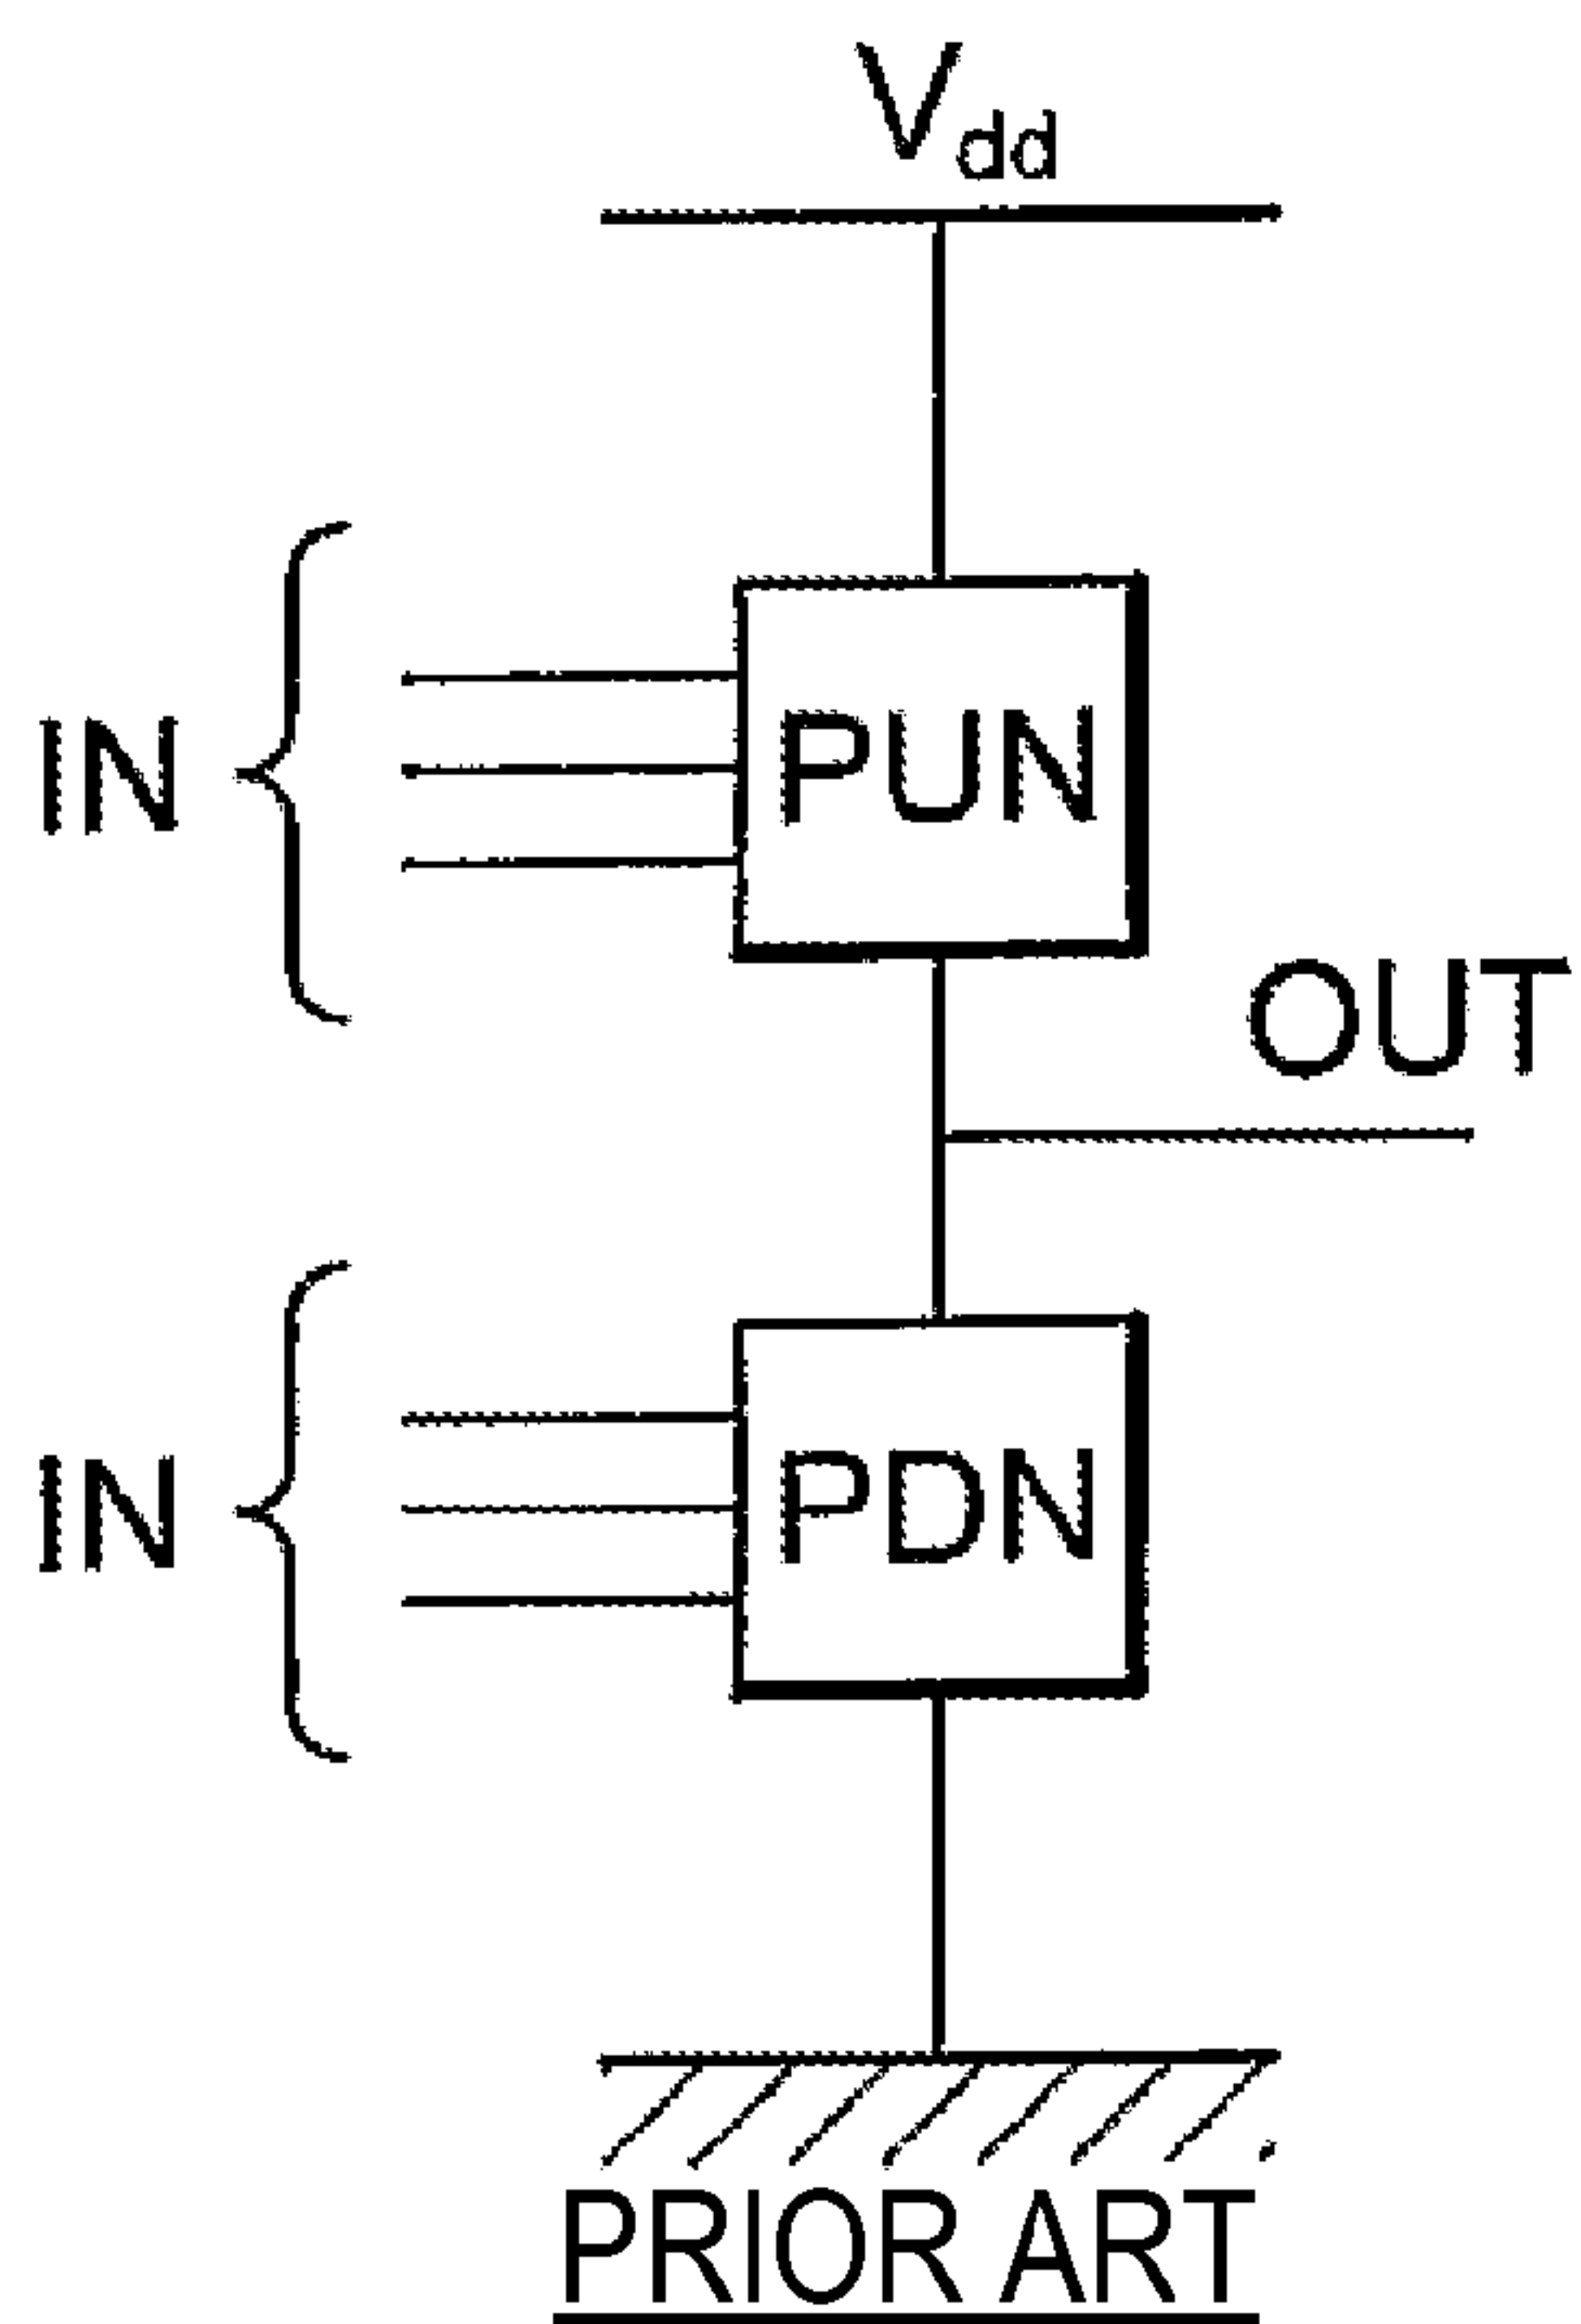 Vdd
IN
PUN
OUT
IN
PDN
PRIOR ART